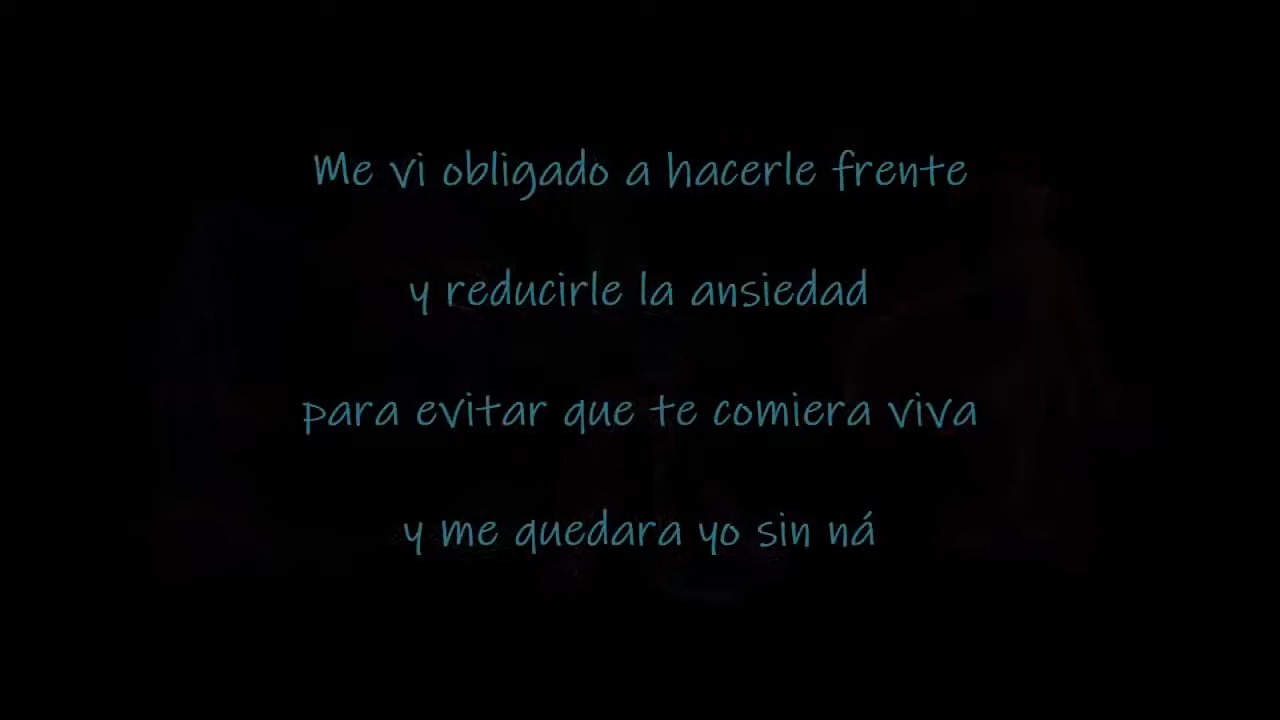 Me vi obligado a hacerle frente
y reducirle la ansiedad
para evitar que te comiera viva
y me quedara yo sin ná